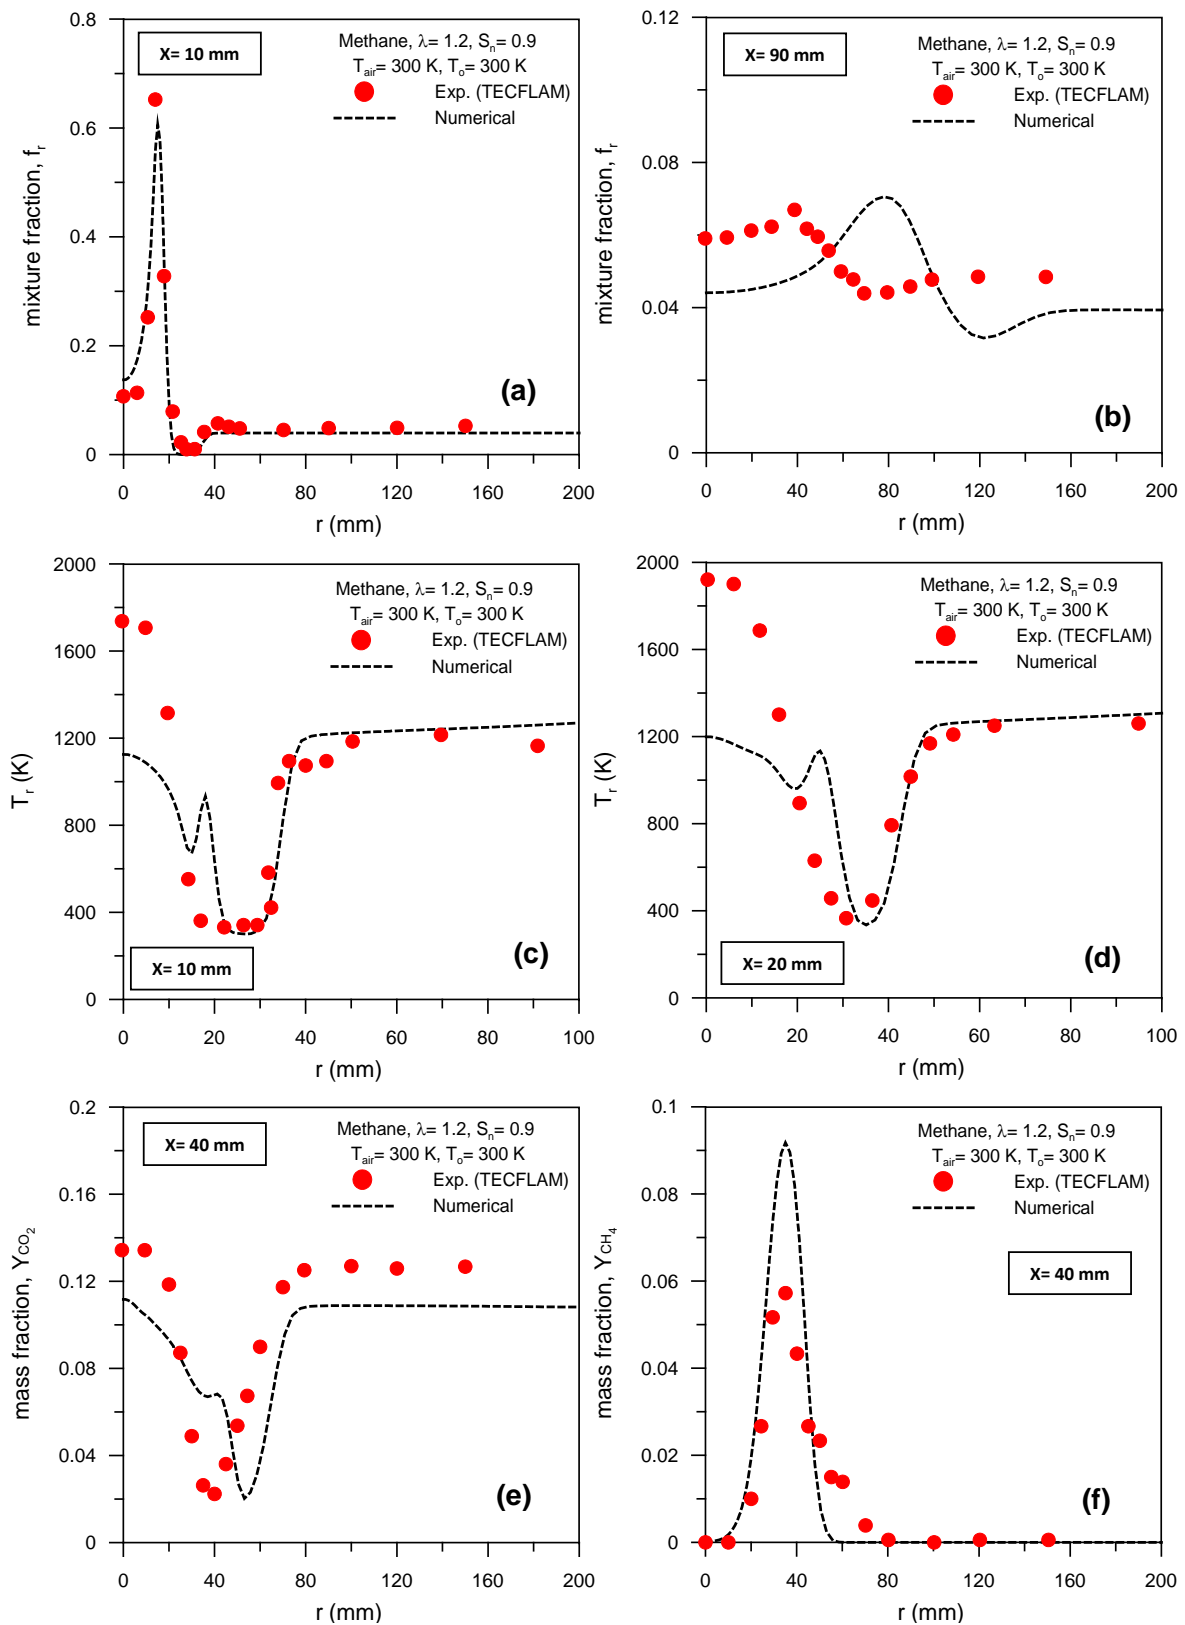 0.8
0.6
0.4
0.2
0
mixture fraction, fr
X= 10 mm
Methane, λ= 1.2, Sn= 0.9
Tair= 300 K, To= 300 K
Exp. (TECFLAM)
Numerical
(a)
0 40 80 120 160 200
r (mm)
0.12
0.08
0.04
0
mixture fraction, fr
X= 90 mm
Methane, λ= 1.2, Sn= 0.9
Tair= 300 K, To= 300 K
Exp. (TECFLAM)
Numerical
(b)
0 40 80 120 160 200
r (mm)
2000
1600
1200
800
400
0
Tr (K)
Methane, λ= 1.2, Sn= 0.9
Tair= 300 K, To= 300 K
Exp. (TECFLAM)
Numerical
(c)
X= 10 mm
0 20 40 60 80 100
r (mm)
2000
1600
1200
800
400
0
Tr (K)
Methane, λ= 1.2, Sn= 0.9
Tair= 300 K, To= 300 K
Exp. (TECFLAM)
Numerical
(d)
X= 20 mm
0 20 40 60 80 100
r (mm)
0.2
0.16
0.12
0.08
0.04
0
mass fraction, YCO2
X= 40 mm
Methane, λ= 1.2, Sn= 0.9
Tair= 300 K, To= 300 K
Exp. (TECFLAM)
Numerical
(e)
0 40 80 120 160 200
r (mm)
0.1
0.08
0.06
0.04
0.02
0
mass fraction, YCH4
Methane, λ= 1.2, Sn= 0.9
Tair= 300 K, To= 300 K
Exp. (TECFLAM)
Numerical
X= 40 mm
(f)
0 40 80 120 160 200
r (mm)